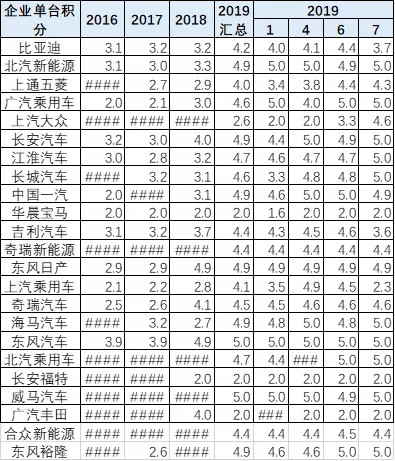 企业单台积分 2016 2017 2018 2019汇总 2019
1 4 6 7
比亚迪 3.1 3.2 3.2 4.2 4.0 4.1 4.4 3.7
北汽新能源 3.1 3.0 3.3 4.9 5.0 5.0 4.9 5.0
上通五菱 #### 2.7 2.9 4.0 3.4 3.8 4.4 4.3
广汽乘用车 2.0 2.1 3.0 4.6 5.0 4.0 5.0 5.0
上汽大众 #### #### #### 2.6 2.0 2.0 3.3 4.6
长安汽车 3.2 3.0 4.0 4.9 4.4 5.0 4.9 5.0
江淮汽车 3.0 2.8 3.2 4.7 4.6 4.7 4.7 5.0
长城汽车 #### 3.2 3.1 4.6 3.3 4.8 4.8 5.0
中国一汽 2.0 #### 3.1 4.9 4.6 5.0 5.0 4.9
华晨宝马 2.0 2.0 2.0 2.0 1.6 2.0 2.0 2.0
吉利汽车 3.1 3.2 3.7 4.4 4.3 4.5 4.6 3.6
奇瑞新能源 #### #### #### 4.4 4.4 4.4 4.4 4.4
东风日产 2.9 2.9 4.9 4.9 4.9 4.9 4.9 4.9
上汽乘用车 2.1 2.2 2.8 4.1 3.5 4.9 4.5 2.3
奇瑞汽车 2.5 2.6 4.1 4.5 4.5 4.6 4.6 4.6
海马汽车 #### 3.2 2.7 4.9 4.8 5.0 4.8 5.0
东风汽车 3.9 3.9 4.9 5.0 5.0 5.0 5.0 5.0
北汽乘用车 #### #### #### 4.7 4.4 ### 5.0 5.0
长安福特 #### #### 2.0 2.0 2.0 2.0 2.0 2.0
威马汽车 #### #### #### 5.0 5.0 5.0 4.9 5.0
广汽丰田 #### #### 4.0 2.0 ### 2.0 2.0 2.0
合众新能源 #### #### #### 4.4 4.4 4.4 4.5 4.4
东风裕隆 #### 2.6 #### 4.9 4.6 4.6 5.0 5.0